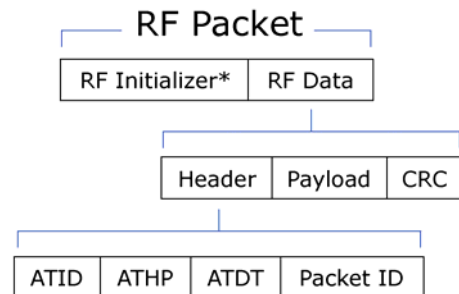 RF Packet
RF Initializer* RF Data
Header Payload CRC
ATID ATHP ATDT Packet ID